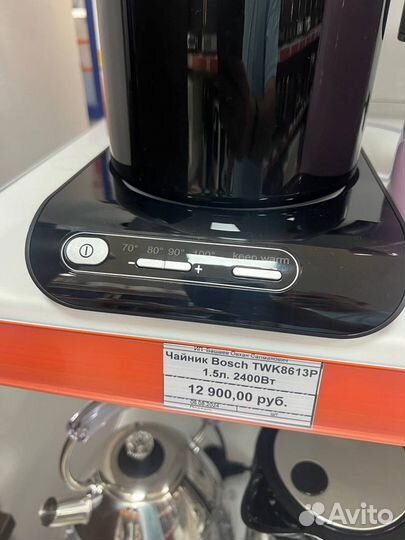 70° 80° 90° 100° keep warm
- +
Чайник Bosch TWK8613P
1.5л. 2400Вт
12 900,00 руб.
Avito